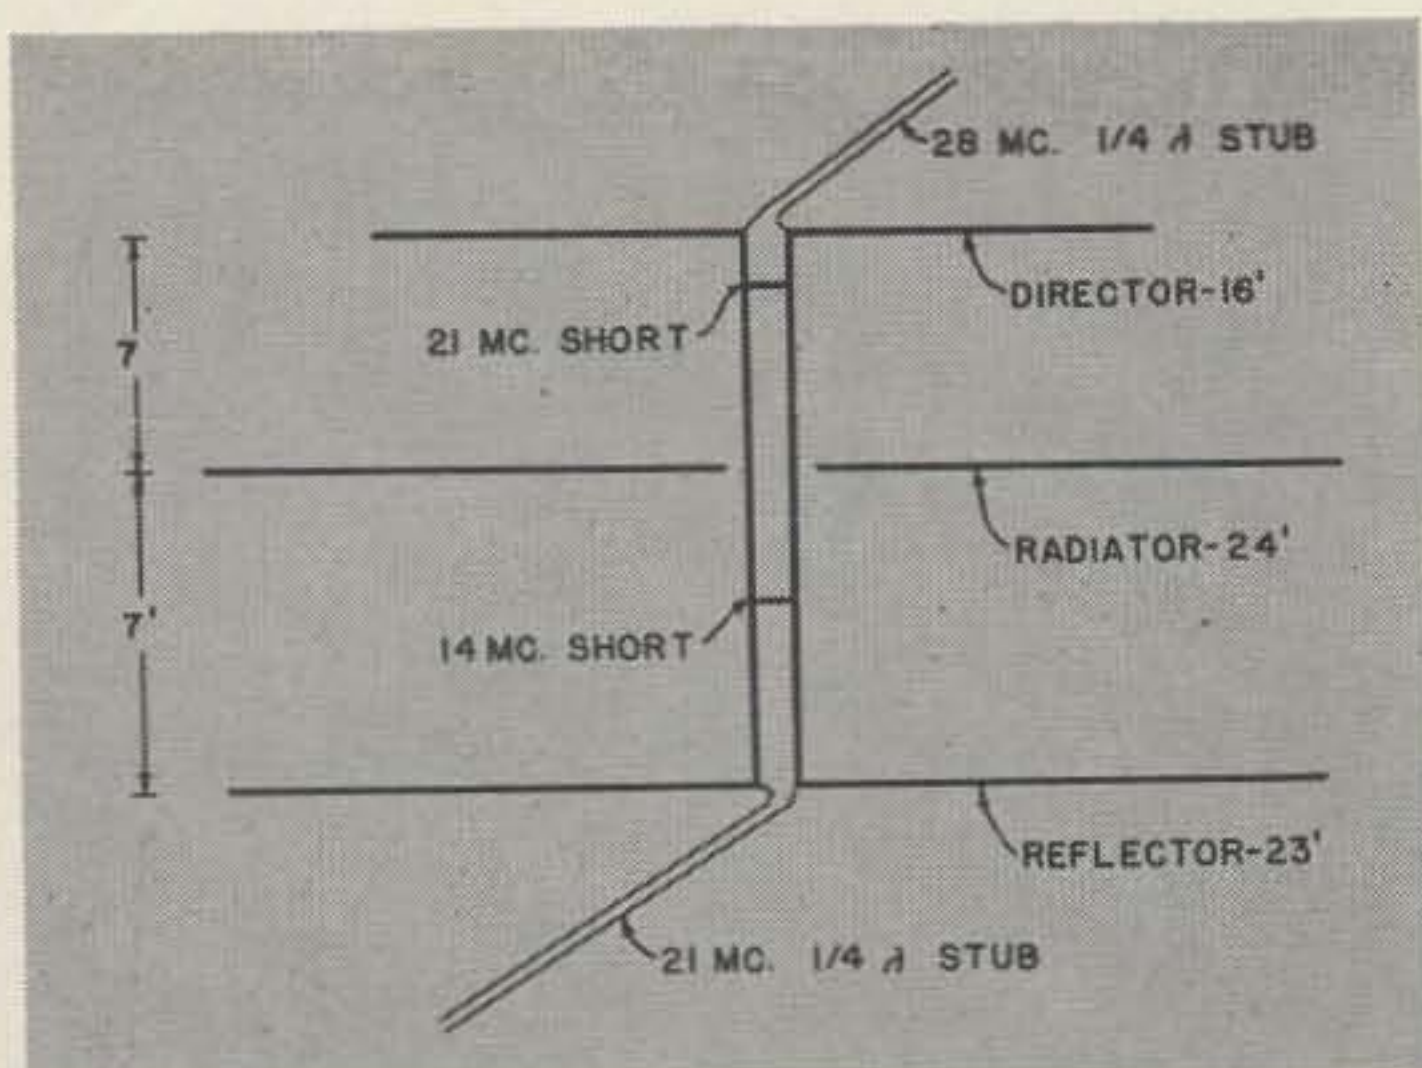 28 MC. 1/4 λ STUB
DIRECTOR-16'
21 MC. SHORT
7
RADIATOR-24'
7'
14 MC. SHORT
REFLECTOR-23'
21 MC. 1/4 λ STUB